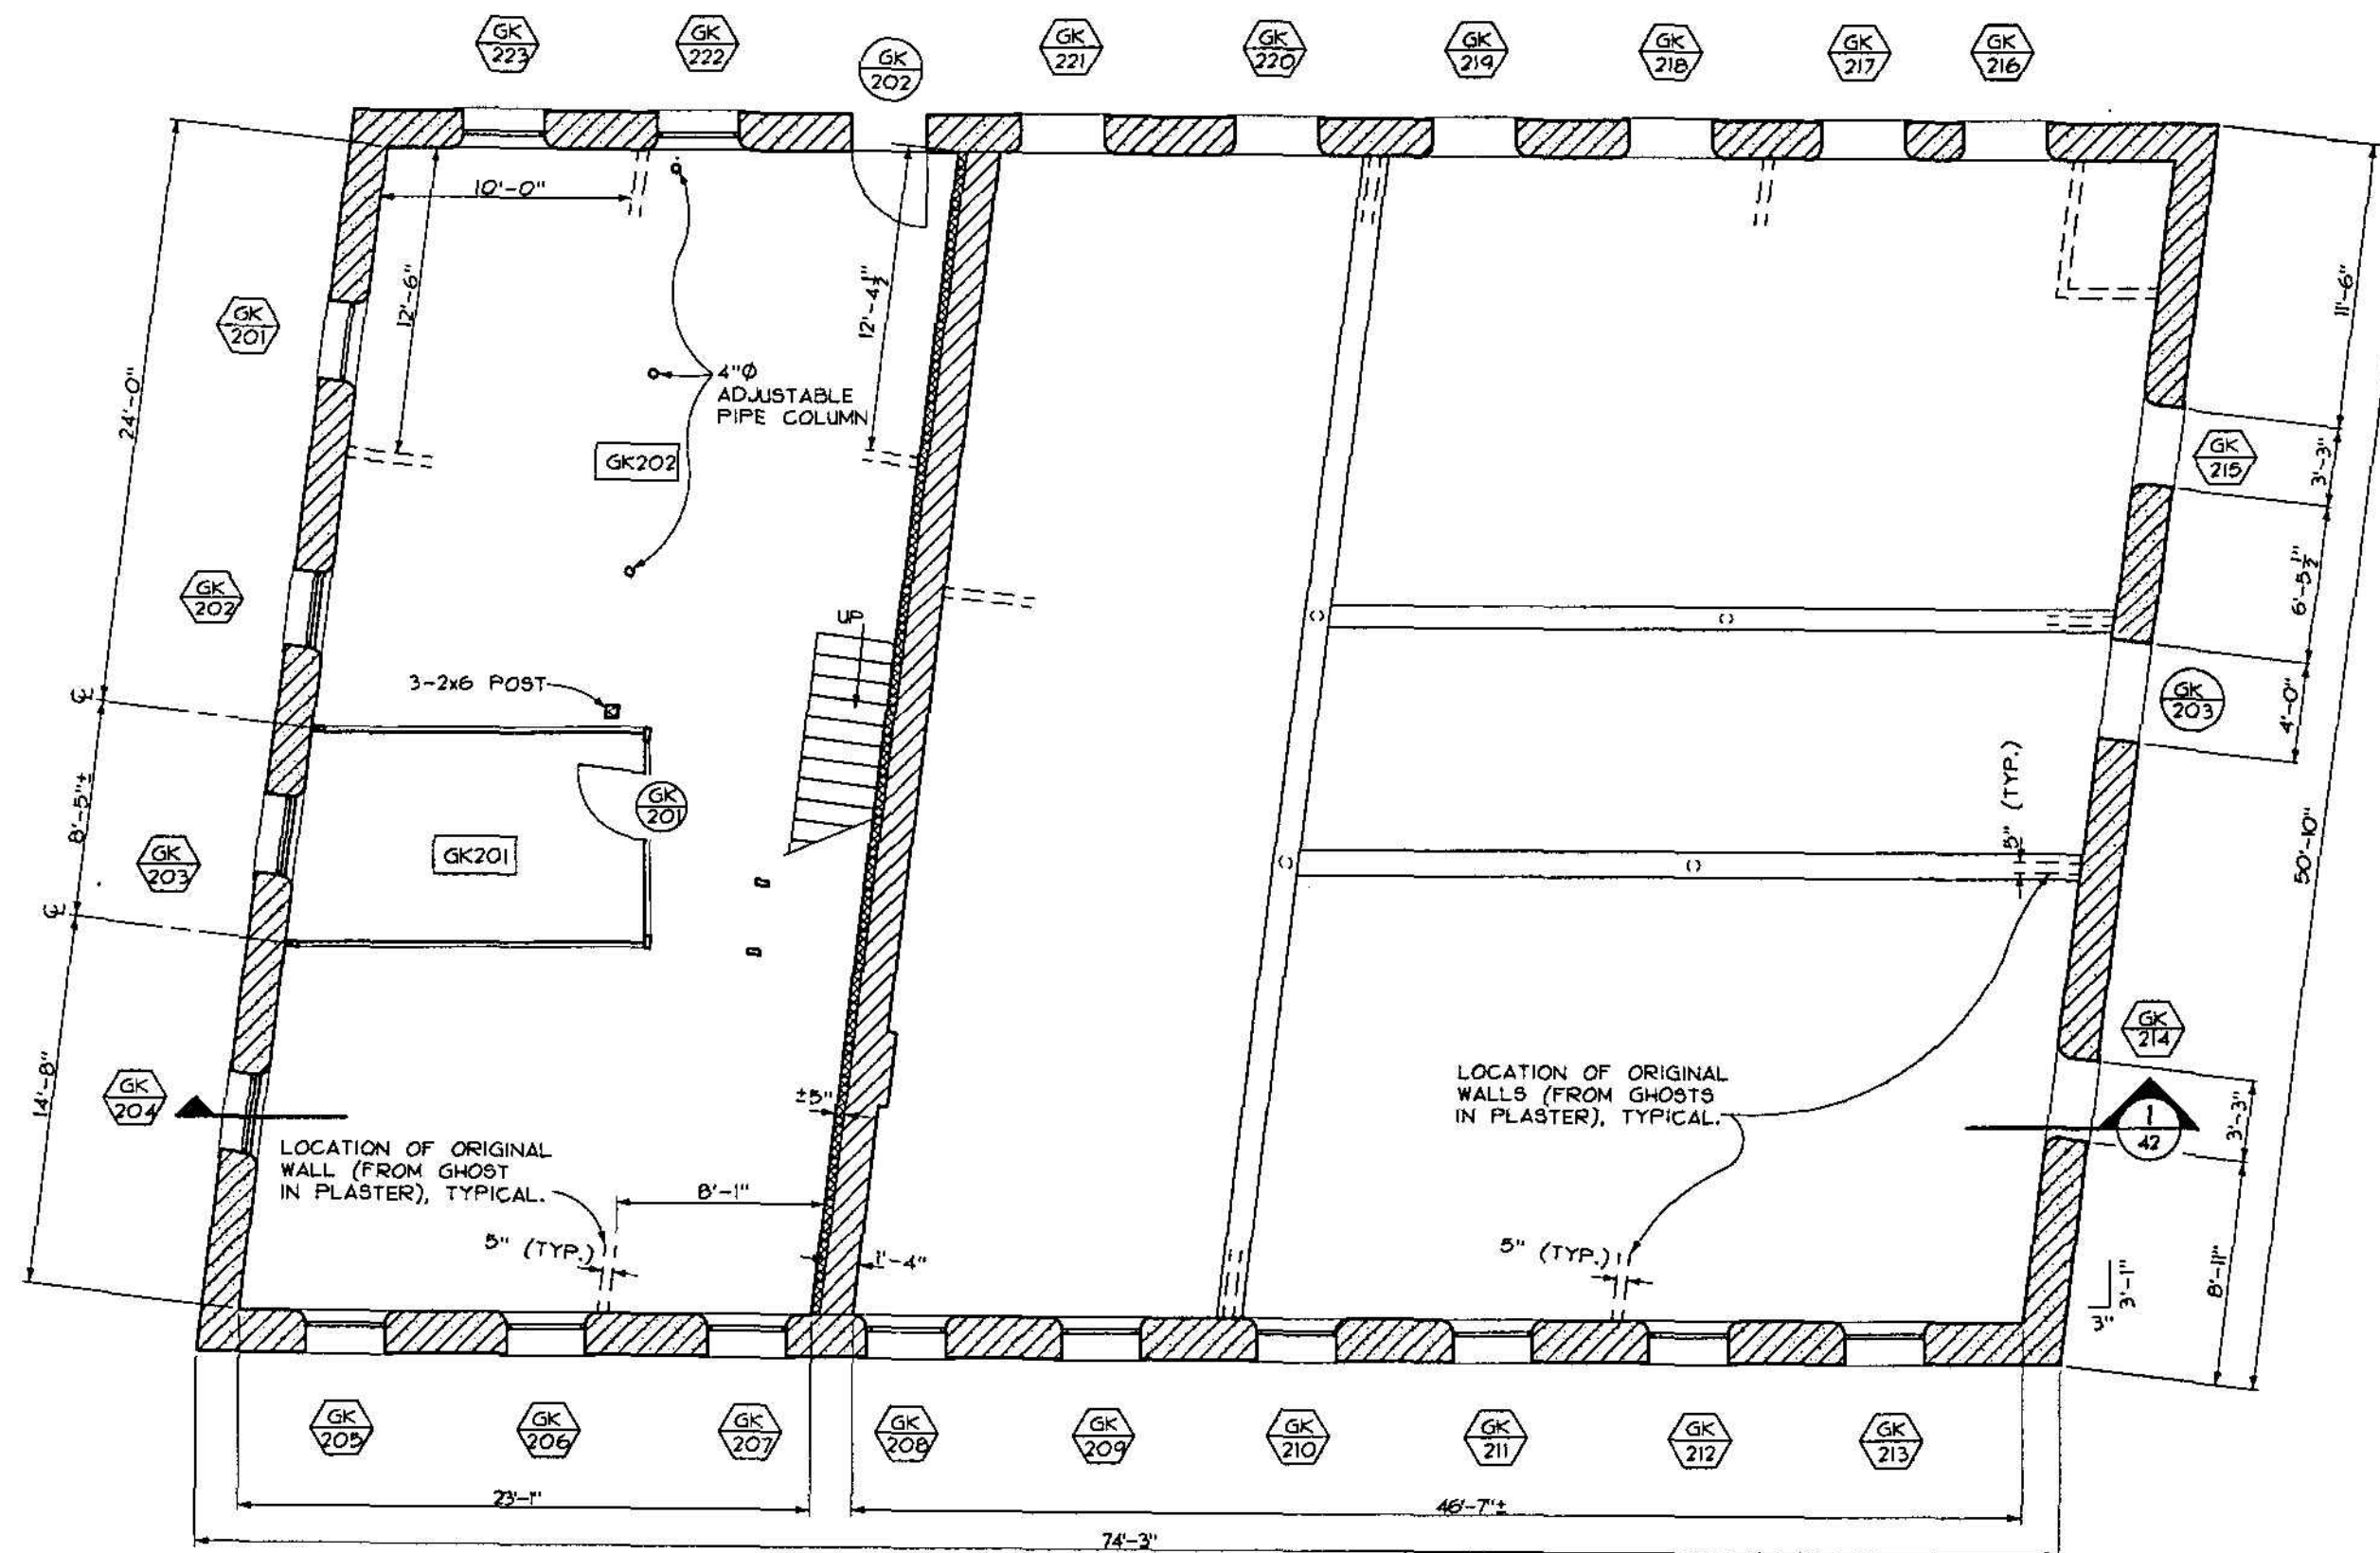 GK
223
GK
222
GK
202
GK
221
GK
220
GK
219
GK
218
GK
217
GK
216
10'-0"
12'-6"
12'-4½"
11'-6"
GK
201
24'-0"
4"Ø
ADJUSTABLE
PIPE COLUMN
GK202
GK
215
3'-3"
6'-5½"
GK
202
UP
3-2x6 POST
GK
203
4'-0"
5" (TYP.)
℄
8'-5"±
GK
201
GK201
GK
203
50'-10"
℄
GK
214
14'-8"
GK
204
±5"
LOCATION OF ORIGINAL
WALLS (FROM GHOSTS
IN PLASTER), TYPICAL.
1
42
3'-3"
LOCATION OF ORIGINAL
WALL (FROM GHOST
IN PLASTER), TYPICAL.
8'-1"
5" (TYP.)
1'-4"
5" (TYP.)
3'-1"
3"
8'-11"
GK
205
GK
206
GK
207
GK
208
GK
209
GK
210
GK
211
GK
212
GK
213
23'-1"
46'-7"±
74'-3"